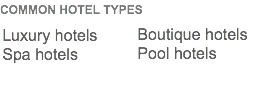 COMMON HOTEL TYPES
Luxury hotels
Boutique hotels
Spa hotels
Pool hotels